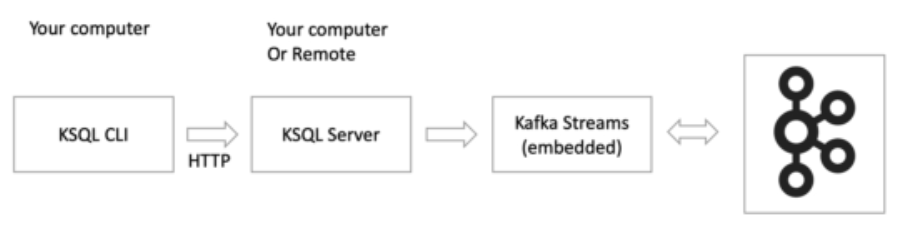 Your computer
Your computer
Or Remote
KSQL CLI
HTTP
KSQL Server
Kafka Streams
(embedded)